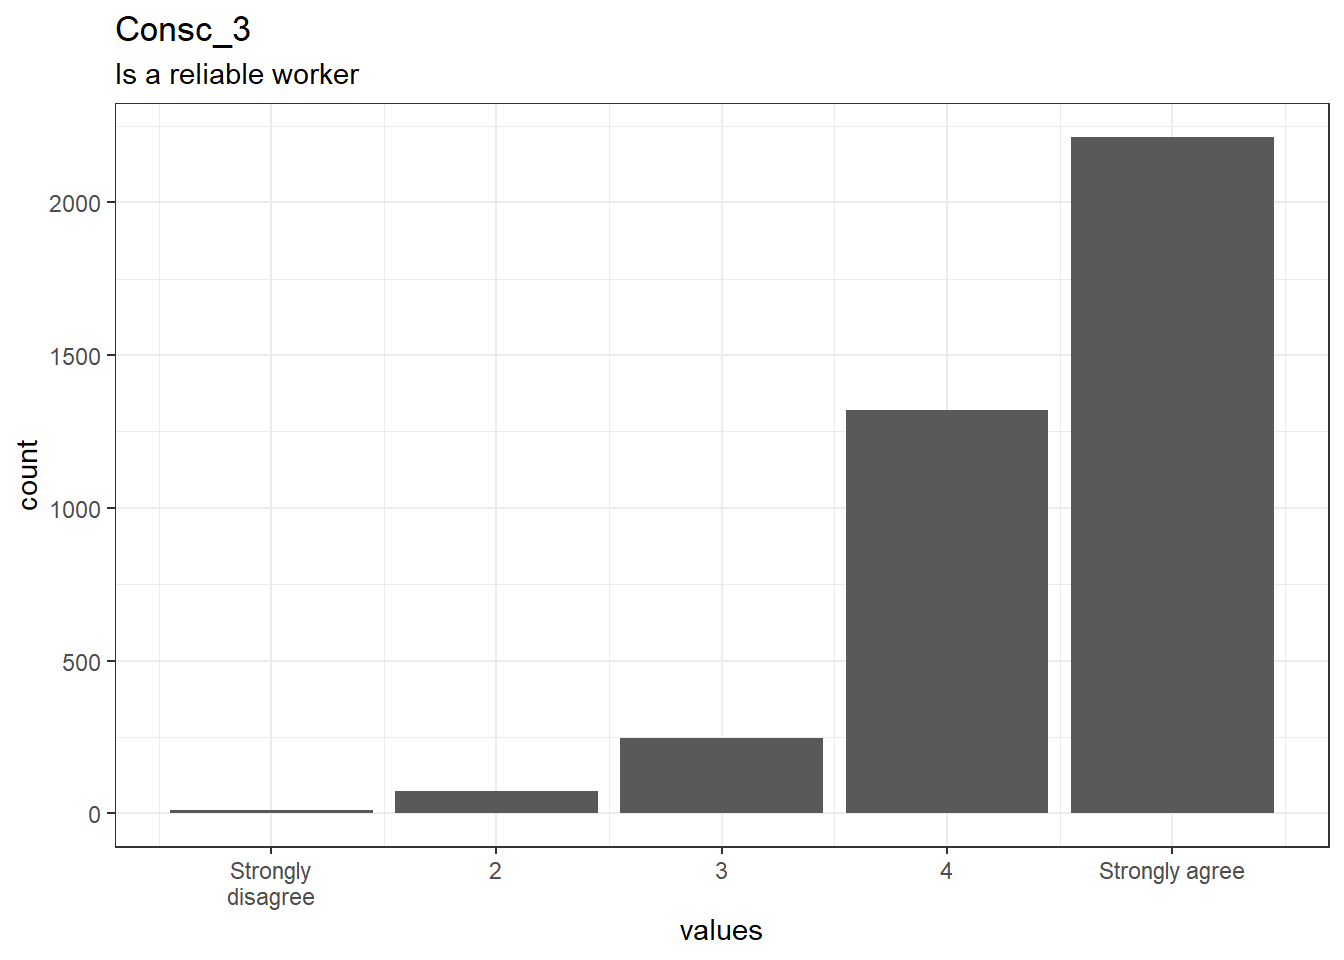 Consc_3
Is a reliable worker
2000
1500
1000
500
0
count
Strongly
disagree
2
3
4
Strongly agree
values